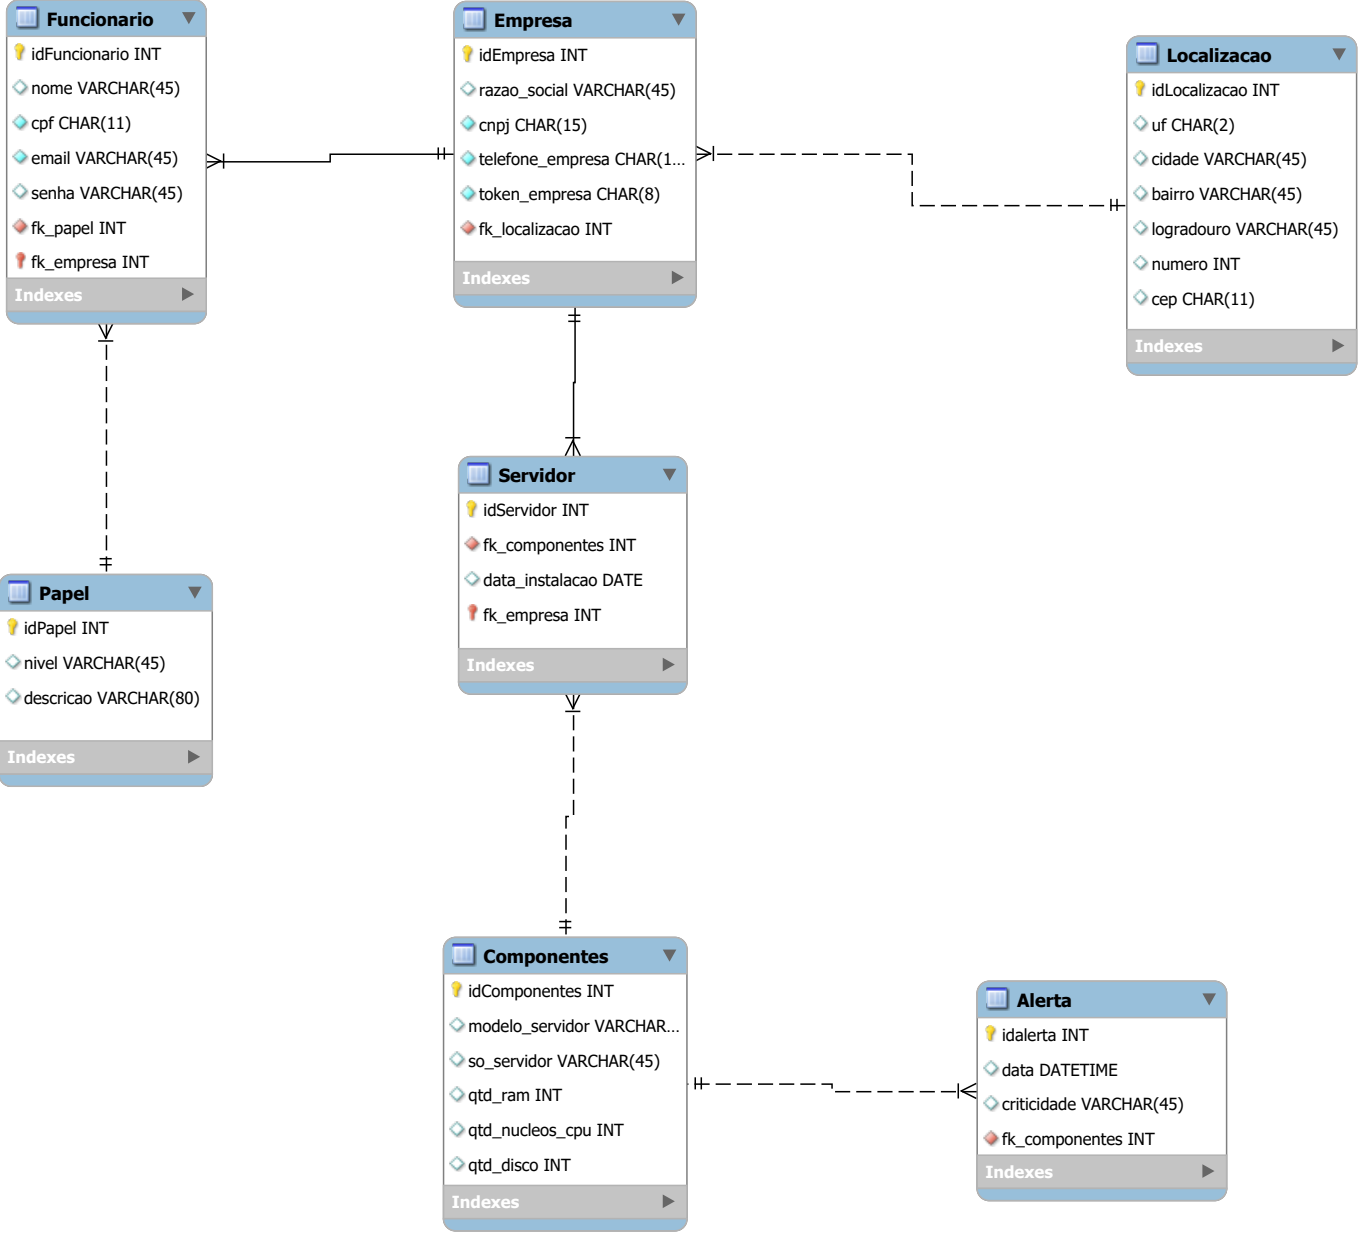 Funcionario
idFuncionario INT
nome VARCHAR(45)
cpf CHAR(11)
email VARCHAR(45)
senha VARCHAR(45)
fk_papel INT
fk_empresa INT
Indexes
Empresa
idEmpresa INT
razao_social VARCHAR(45)
cnpj CHAR(15)
telefone_empresa CHAR(1...
token_empresa CHAR(8)
fk_localizacao INT
Indexes
Localizacao
idLocalizacao INT
uf CHAR(2)
cidade VARCHAR(45)
bairro VARCHAR(45)
logradouro VARCHAR(45)
numero INT
cep CHAR(11)
Indexes
Servidor
idServidor INT
fk_componentes INT
data_instalacao DATE
fk_empresa INT
Indexes
Papel
idPapel INT
nivel VARCHAR(45)
descricao VARCHAR(80)
Indexes
Componentes
idComponentes INT
modelo_servidor VARCHAR...
so_servidor VARCHAR(45)
qtd_ram INT
qtd_nucleos_cpu INT
qtd_disco INT
Indexes
Alerta
idalerta INT
data DATETIME
criticidade VARCHAR(45)
fk_componentes INT
Indexes